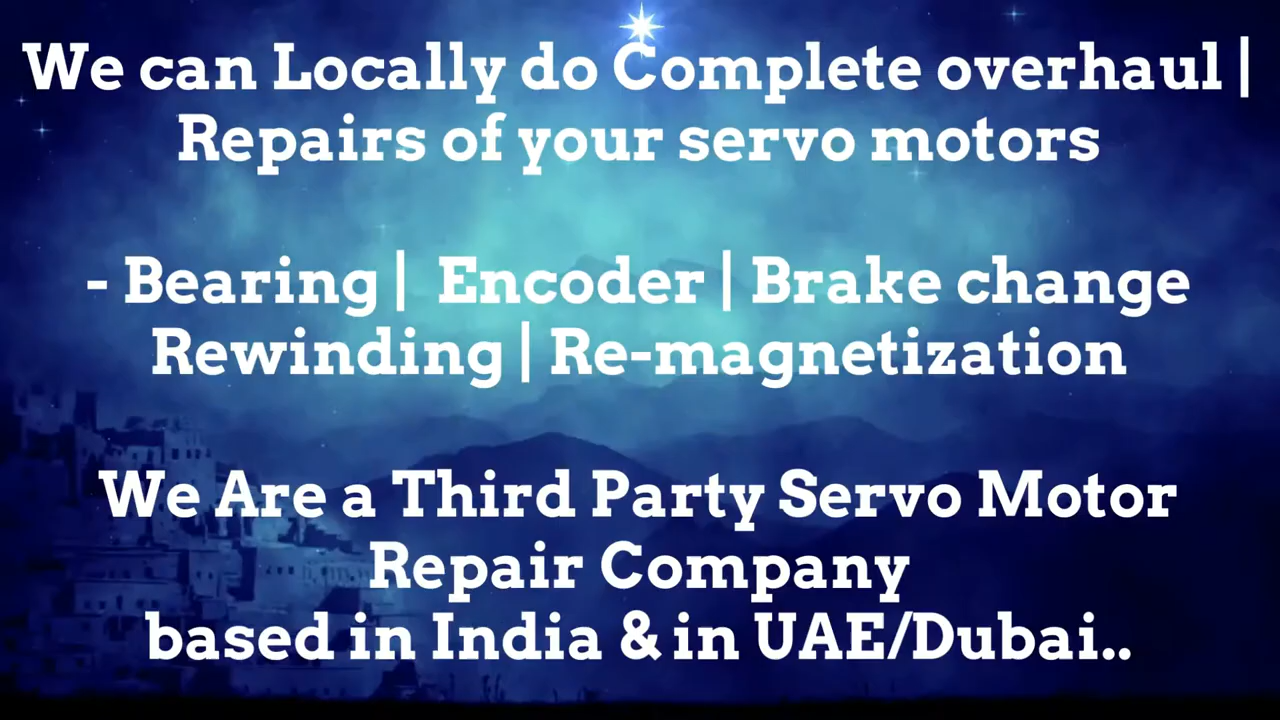 We can Locally do Complete overhaul |
Repairs of your servo motors
- Bearing | Encoder | Brake change
Rewinding | Re-magnetization
We Are a Third Party Servo Motor
Repair Company
based in India & in UAE/Dubai..